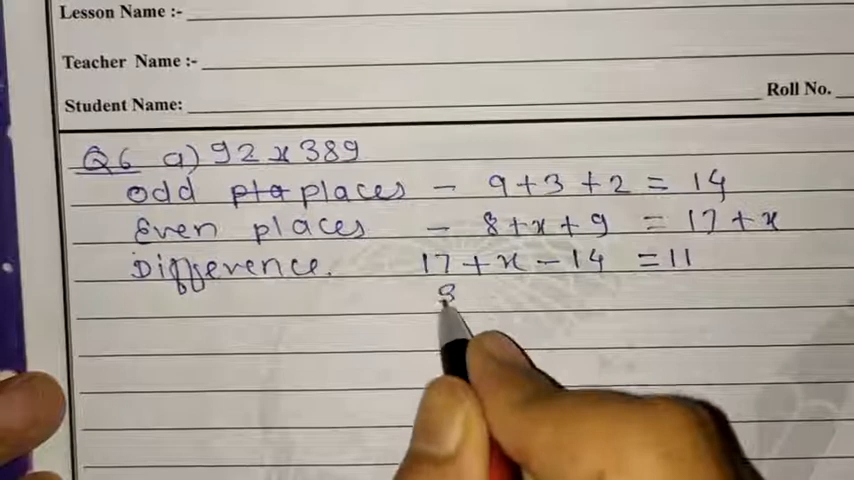 Lesson Name :-
Teacher Name :-
Roll No.
Student Name:
Q6 a) 92x389
Odd places - 9+3+2 = 14
Even places - 8+x+9 = 17+x
Difference. 17+x-14 =11